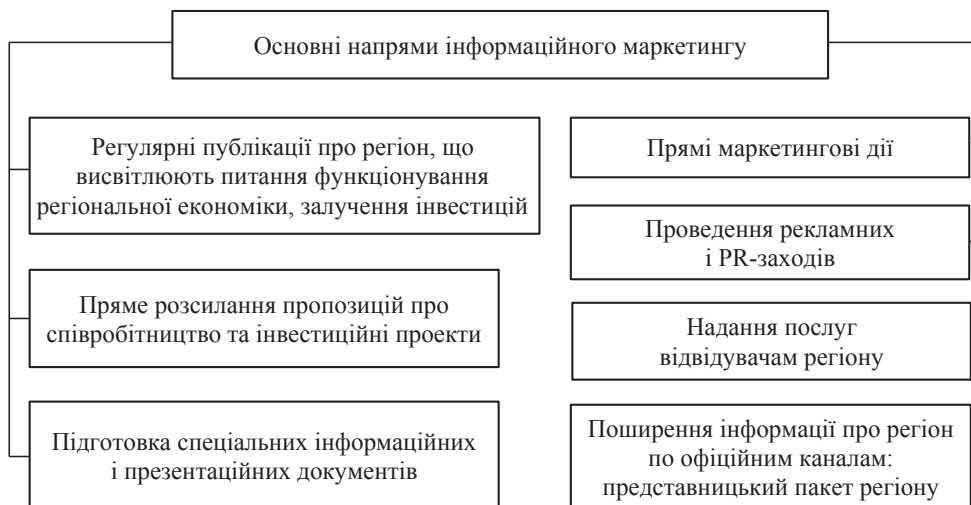 Основні напрями інформаційного маркетингу
Регулярні публікації про регіон, що
висвітлюють питання функціонування
регіональної економіки, залучення інвестицій
Пряме розсилання пропозицій про
співробітництво та інвестиційні проекти
Підготовка спеціальних інформаційних
і презентаційних документів
Прямі маркетингові дії
Проведення рекламних
і PR-заходів
Надання послуг
відвідувачам регіону
Поширення інформації про регіон
по офіційним каналам:
представницький пакет регіону